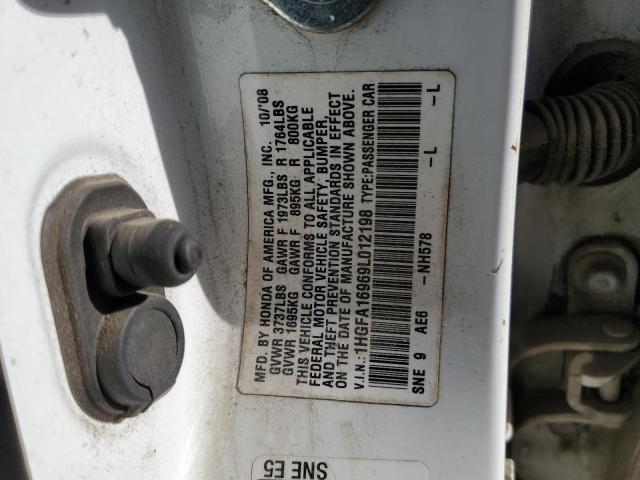 MFD. BY HONDA OF AMERICA MFG., INC. 10/'08
GVWR 3737LBS GAWR F 1973LBS R 1764LBS
GVWR 1695KG GAWR F 895KG R 800KG
THIS VEHICLE CONFORMS TO ALL APPLICABLE
FEDERAL MOTOR VEHICLE SAFETY, BUMPER,
AND THEFT PREVENTION STANDARDS IN EFFECT
ON THE DATE OF MANUFACTURE SHOWN ABOVE.
V.I.N.: 1HGFA16969L012198 TYPE:PASSENGER CAR
SNE 9 AE6 -NH578 -L -L
SNE E5